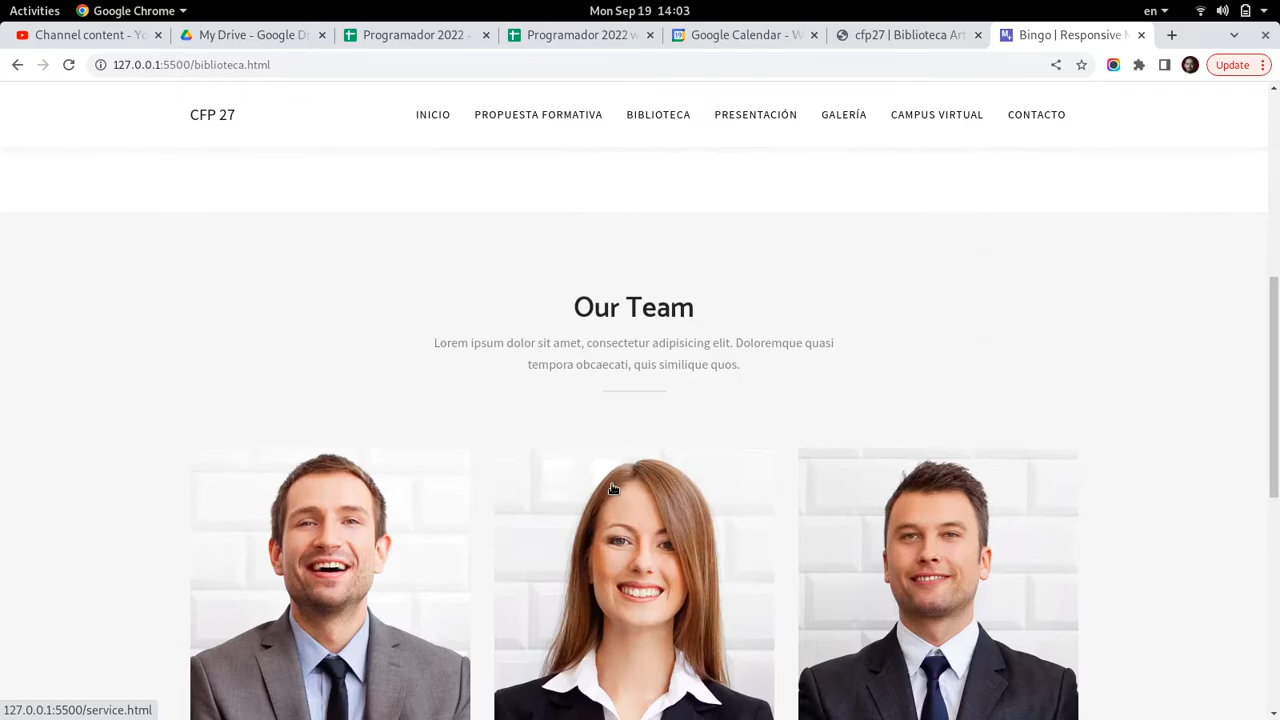 Activities Google Chrome Mon Sep 19 14:03 en
Channel content - Yo My Drive - Google Dr Programador 2022 - Programador 2022 w Google Calendar - W cfp27 | Biblioteca Art Bingo | Responsive M
127.0.0.1:5500/biblioteca.html Update
CFP 27 INICIO PROPUESTA FORMATIVA BIBLIOTECA PRESENTACIÓN GALERÍA CAMPUS VIRTUAL CONTACTO
Our Team
Lorem ipsum dolor sit amet, consectetur adipisicing elit. Doloremque quasi
tempora obcaecati, quis similique quos.
127.0.0.1:5500/service.html